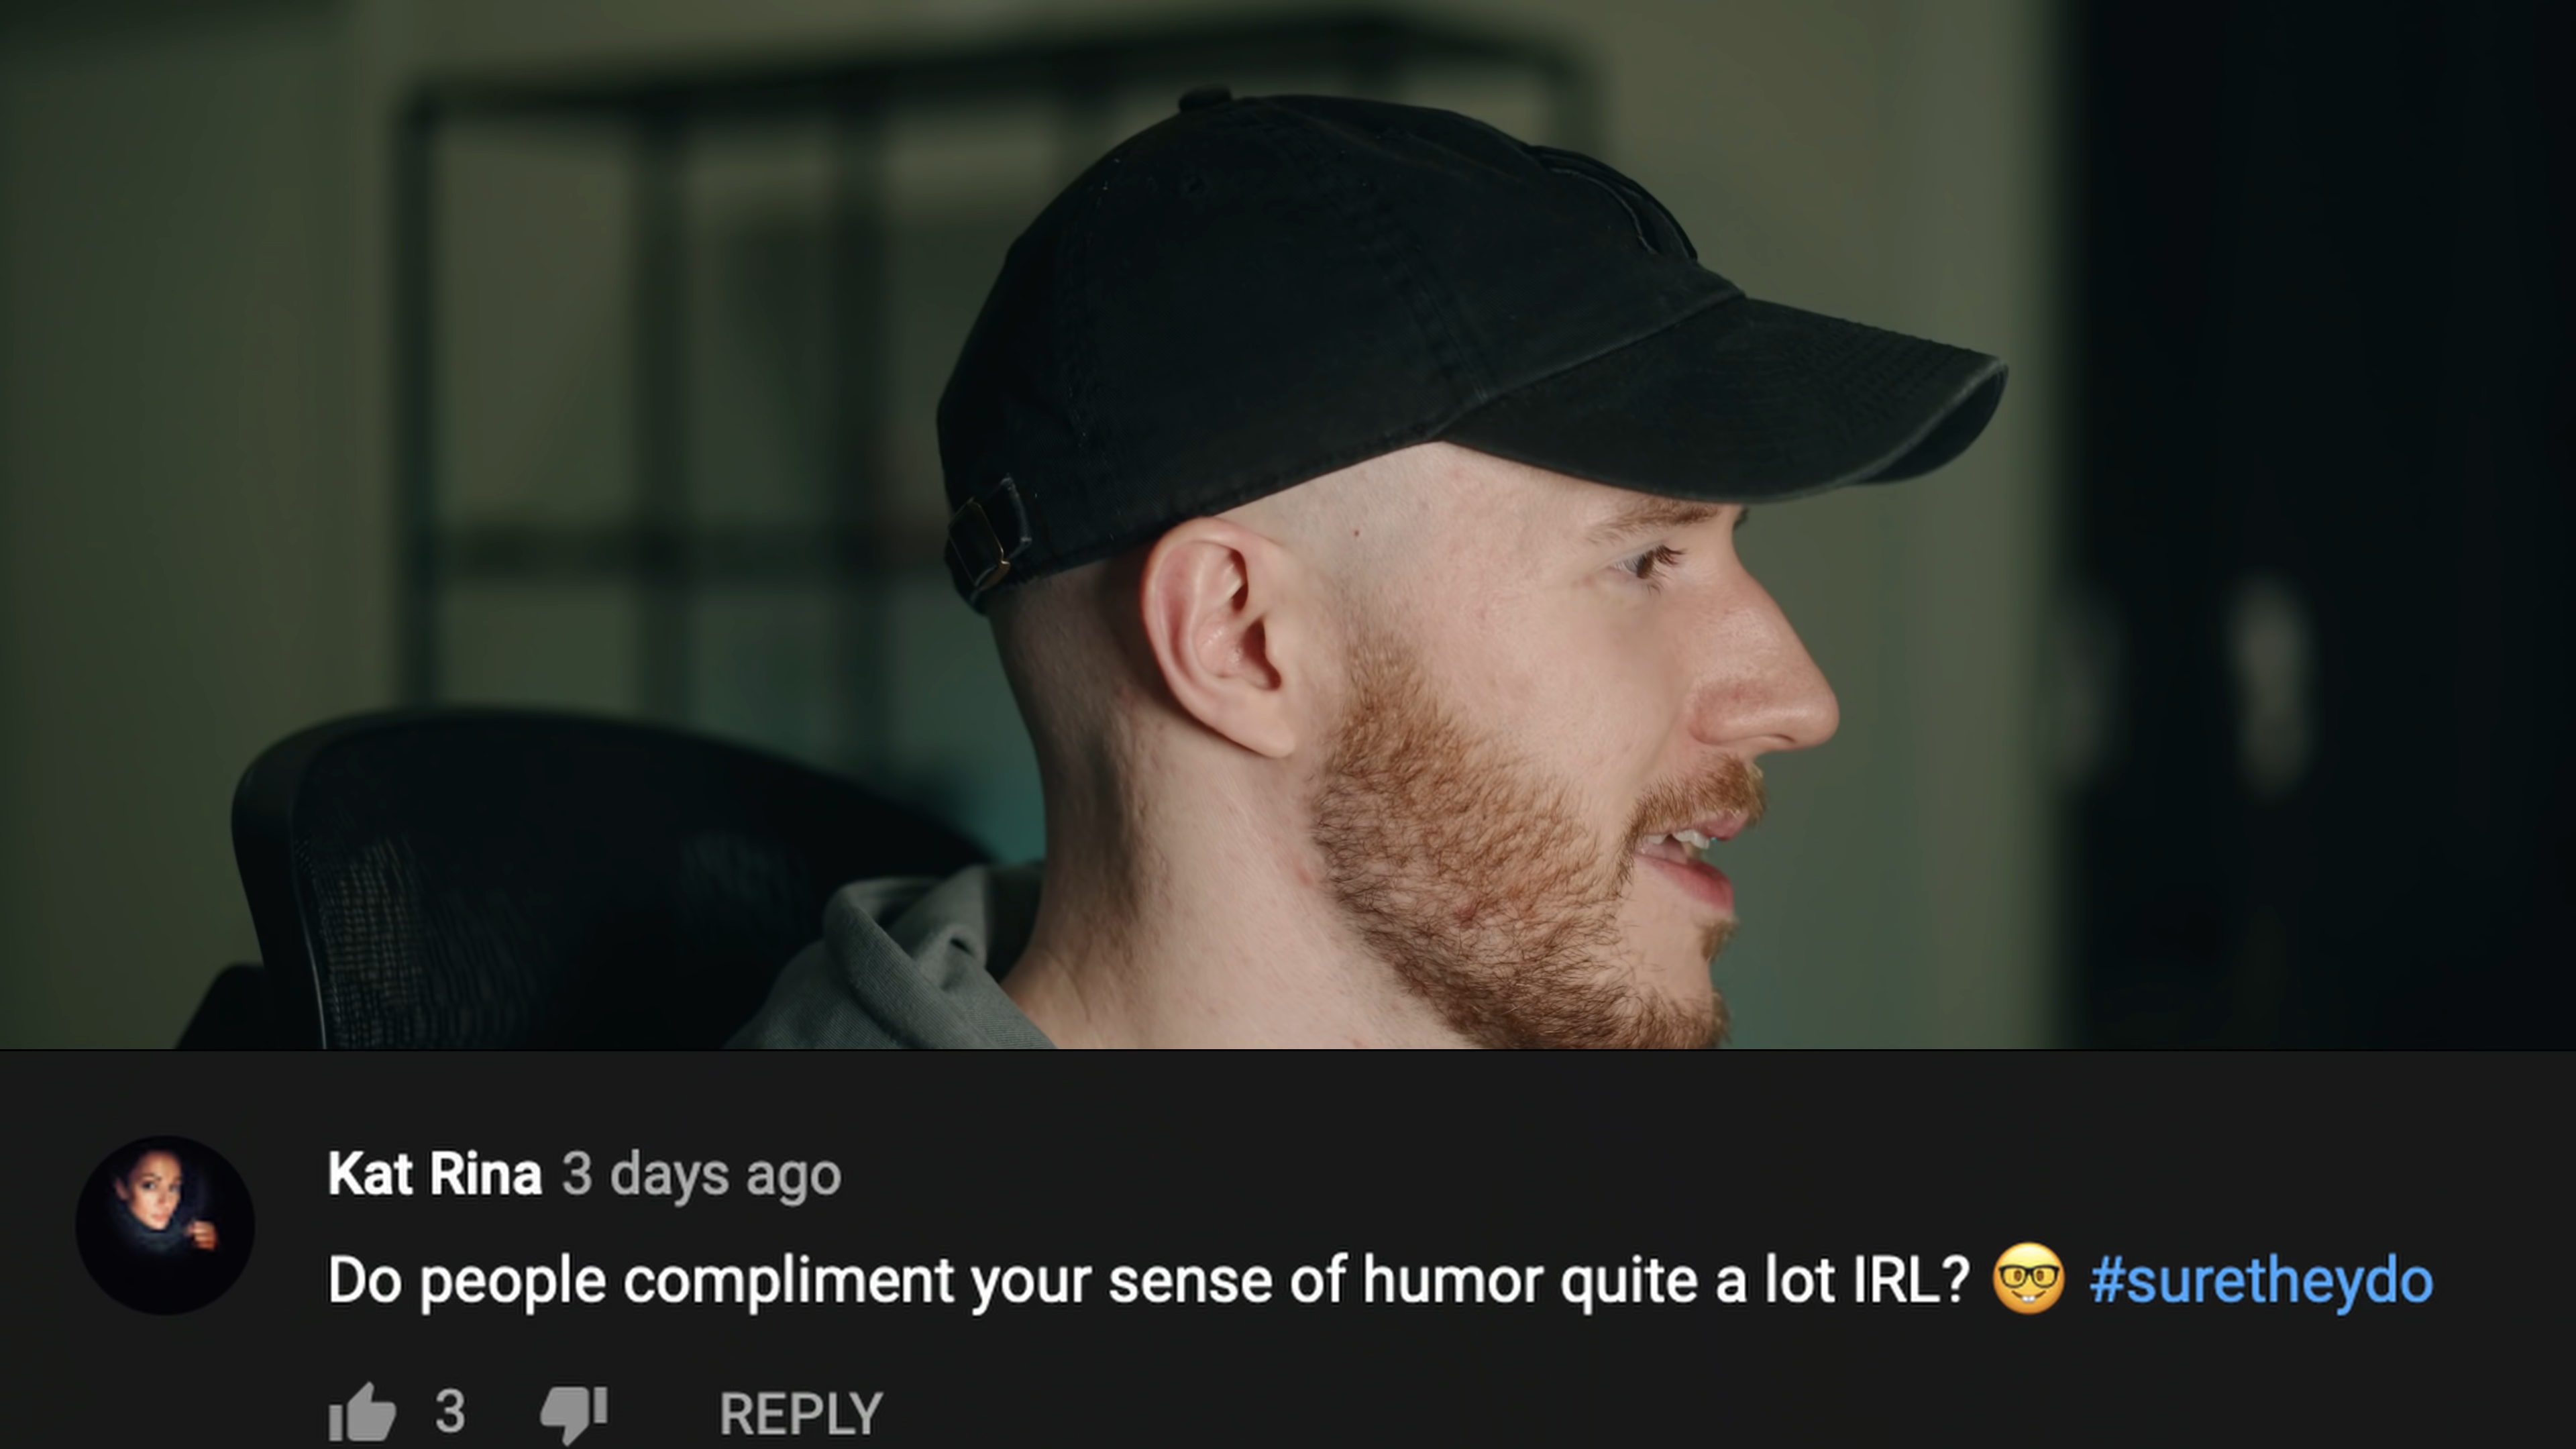 Kat Rina 3 days ago
Do people compliment your sense of humor quite a lot IRL? 🤓 #suretheydo
3 REPLY